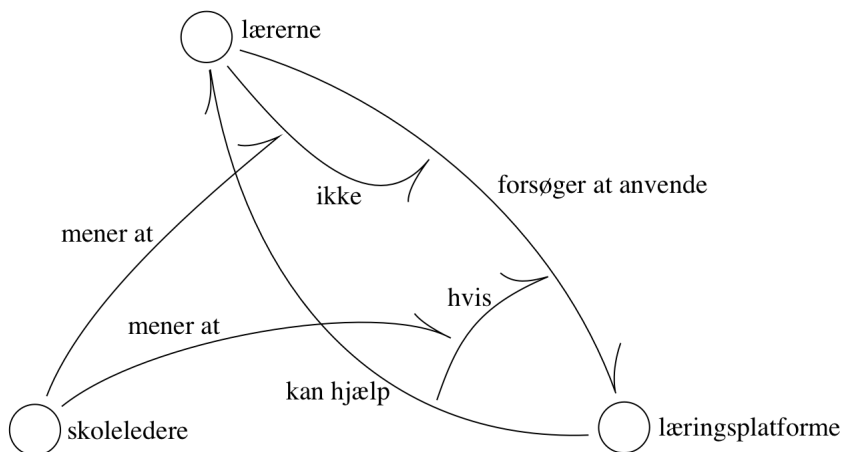 lærerne
forsøger at anvende
ikke
mener at
hvis
mener at
kan hjælp
skoleledere
læringsplatforme